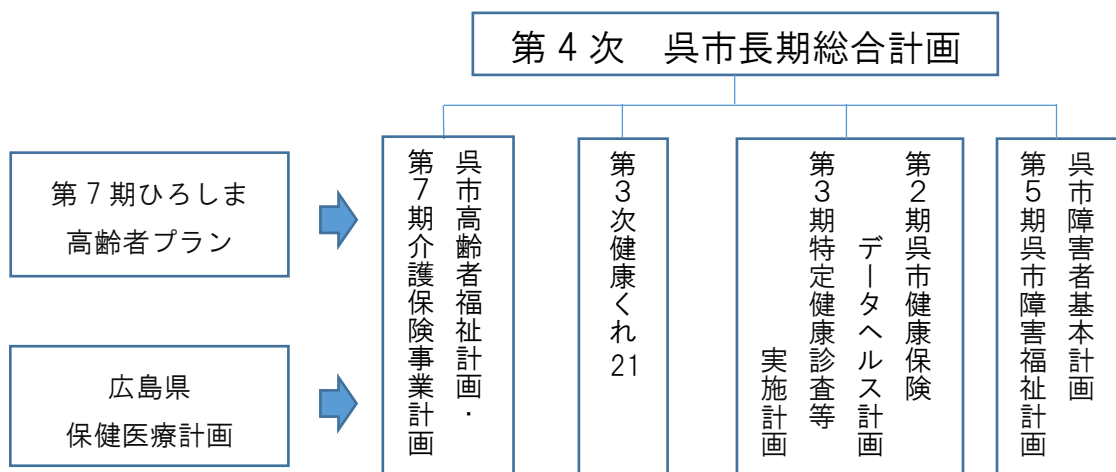 第4次　呉市長期総合計画
第7期ひろしま
高齢者プラン
広島県
保健医療計画
呉市高齢者福祉計画・
第7期介護保険事業計画
第3次健康くれ21
第2期呉市健康保険
データヘルス計画
第3期特定健康診査等
実施計画
呉市障害者基本計画
第5期呉市障害福祉計画